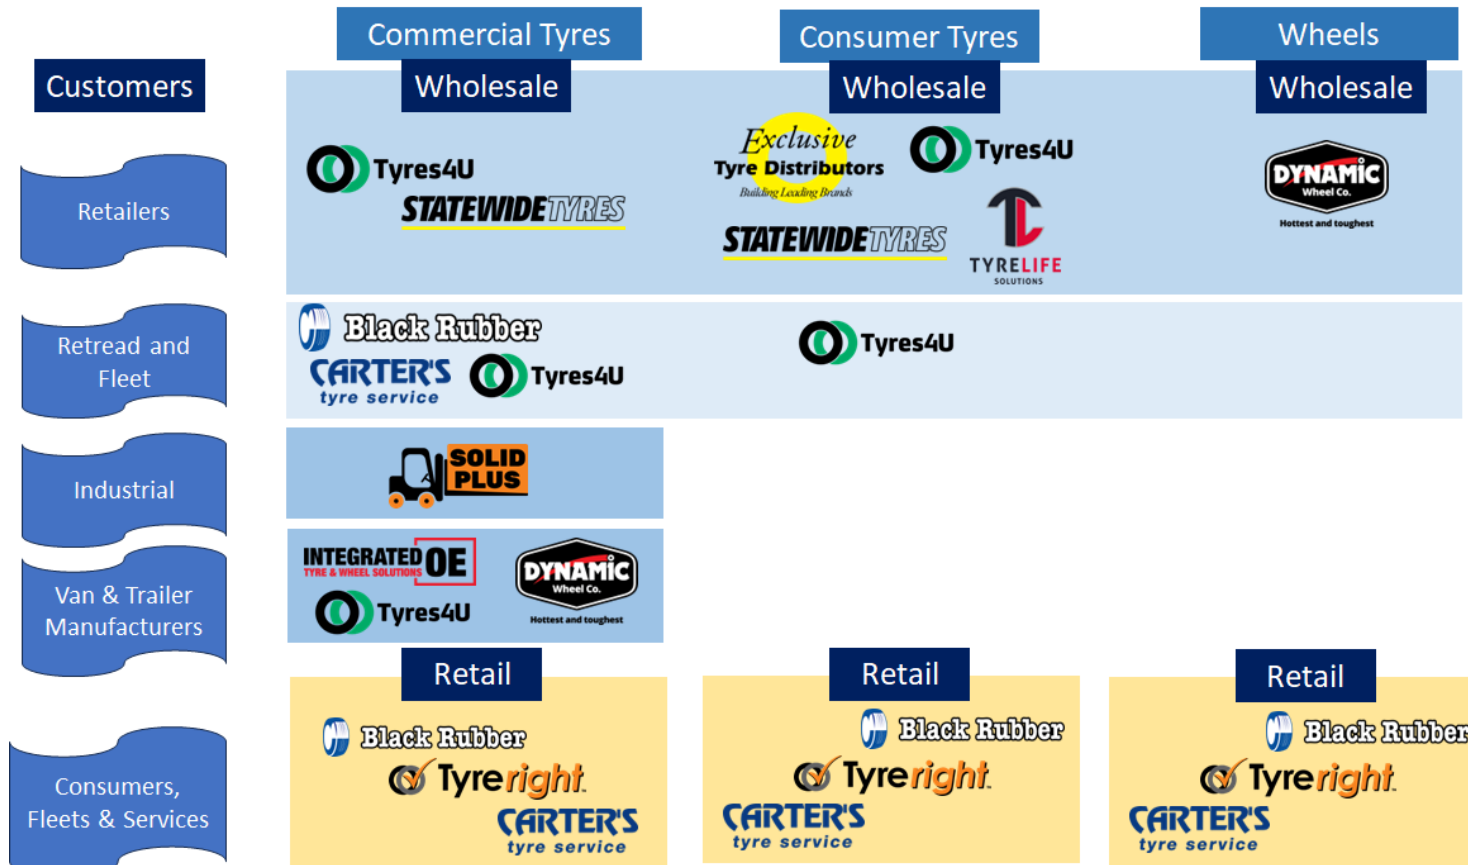 Commercial Tyres
Consumer Tyres
Wheels
Customers
Wholesale
Wholesale
Wholesale
Retailers
Tyres4U
STATEWIDETYRES
Exclusive
Tyre Distributors
Building Leading Brands
Tyres4U
STATEWIDETYRES
TYRELIFE
SOLUTIONS
DYNAMIC
Wheel Co.
Hottest and toughest
Retread and
Fleet
Black Rubber
CARTER'S
tyre service
Tyres4U
Tyres4U
Industrial
SOLID
PLUS
Van & Trailer
Manufacturers
INTEGRATED OE
TYRE & WHEEL SOLUTIONS
Tyres4U
DYNAMIC
Wheel Co.
Hottest and toughest
Retail
Retail
Retail
Consumers,
Fleets & Services
Black Rubber
Tyreright
CARTER'S
tyre service
Black Rubber
Tyreright
CARTER'S
tyre service
Black Rubber
Tyreright
CARTER'S
tyre service